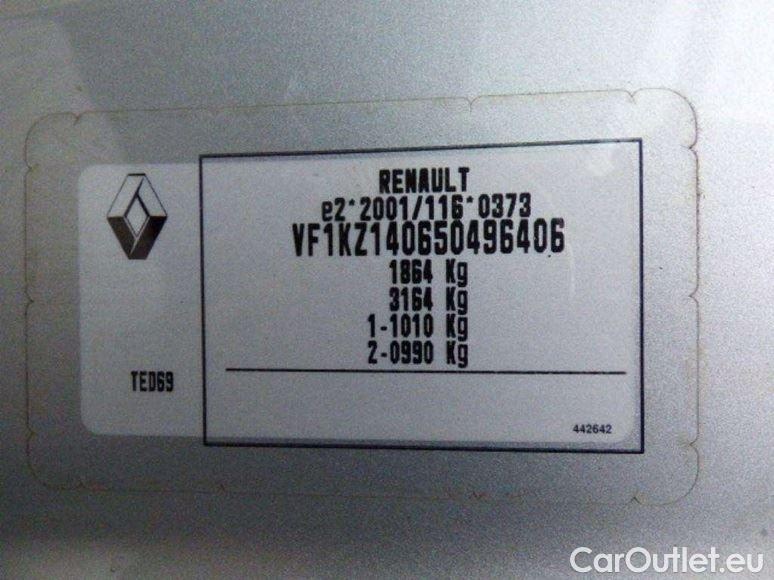 RENAULT
e2*2001/116*0373
VF1KZ140650496406
1864 Kg
3164 Kg
1-1010 Kg
2-0990 Kg
TED69
442642
CarOutlet.eu